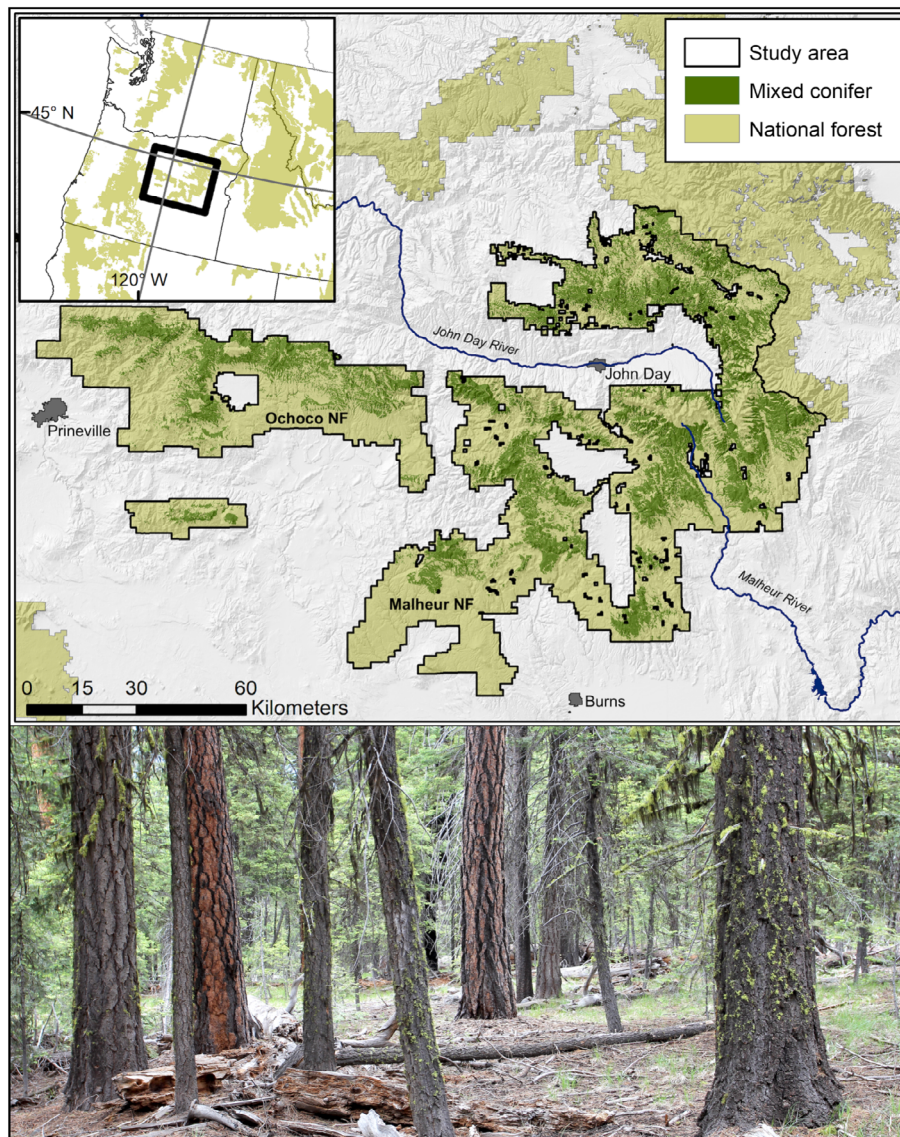 Study area
Mixed conifer
National forest
45° N
120° W
John Day River
John Day
Ochoco NF
Prineville
Malheur NF
Malheur Rivet
Burns
0 15 30 60
Kilometers